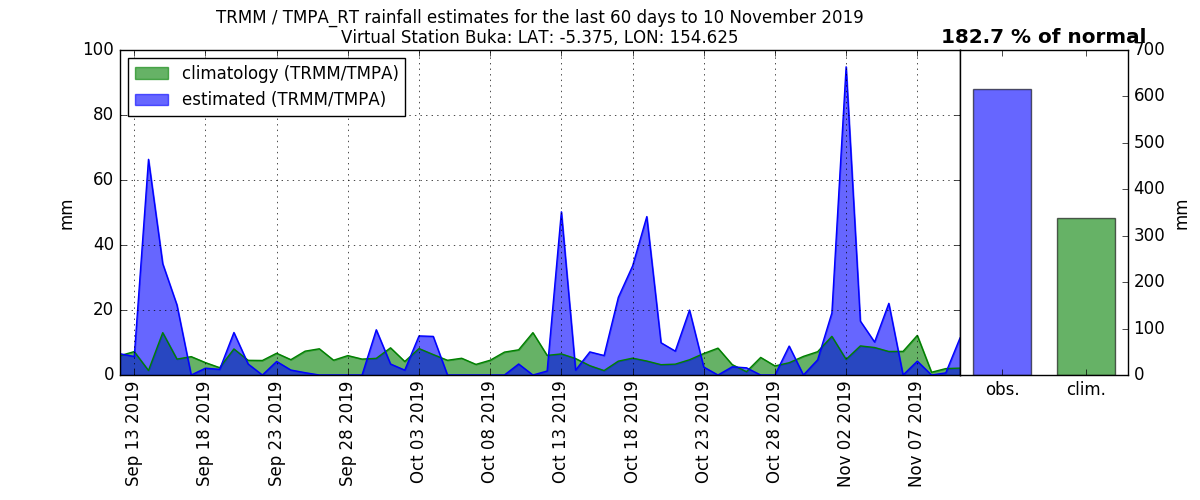 TRMM / TMPA_RT rainfall estimates for the last 60 days to 10 November 2019
Virtual Station Buka: LAT: -5.375, LON: 154.625
182.7 % of normal
climatology (TRMM/TMPA)
estimated (TRMM/TMPA)
100
80
60
40
20
0
mm
Sep 13 2019
Sep 18 2019
Sep 23 2019
Sep 28 2019
Oct 03 2019
Oct 08 2019
Oct 13 2019
Oct 18 2019
Oct 23 2019
Oct 28 2019
Nov 02 2019
Nov 07 2019
obs.
clim.
700
600
500
400
300
200
100
0
mm